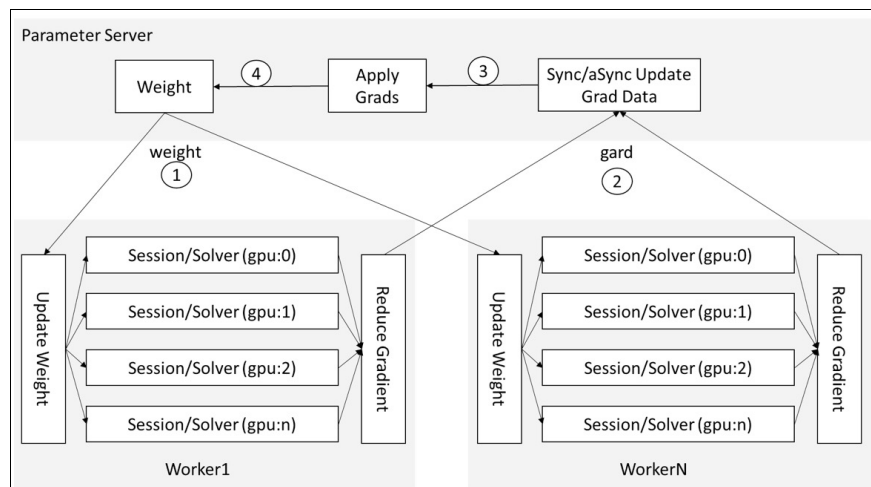 Parameter Server
Weight
4
Apply
Grads
3
Sync/aSync Update
Grad Data
weight
1
gard
2
Update Weight
Session/Solver (gpu:0)
Session/Solver (gpu:1)
Session/Solver (gpu:2)
Session/Solver (gpu:n)
Reduce Gradient
Worker1
Update Weight
Session/Solver (gpu:0)
Session/Solver (gpu:1)
Session/Solver (gpu:2)
Session/Solver (gpu:n)
Reduce Gradient
WorkerN